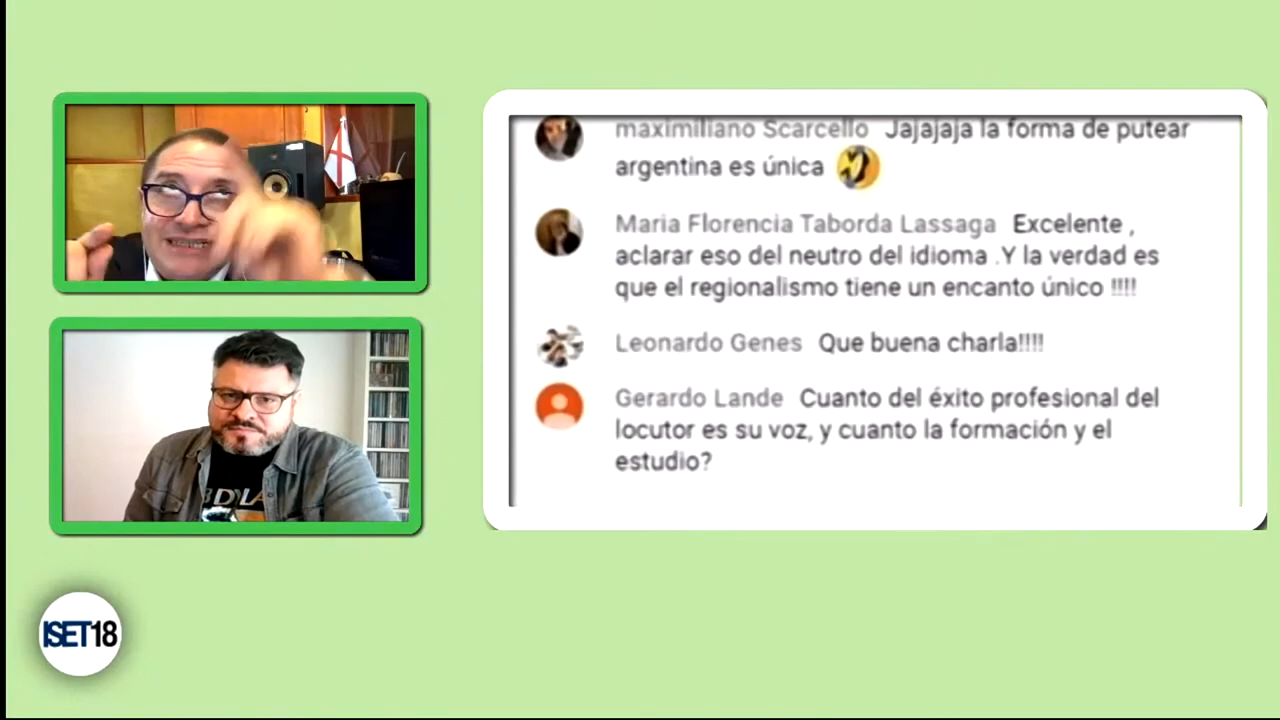 maximiliano Scarcello Jajajaja la forma de putear
argentina es única
Maria Florencia Taborda Lassaga Excelente ,
aclarar eso del neutro del idioma .Y la verdad es
que el regionalismo tiene un encanto único !!!!
Leonardo Genes Que buena charla!!!!
Gerardo Lande Cuanto del éxito profesional del
locutor es su voz, y cuanto la formación y el
estudio?
ISET18